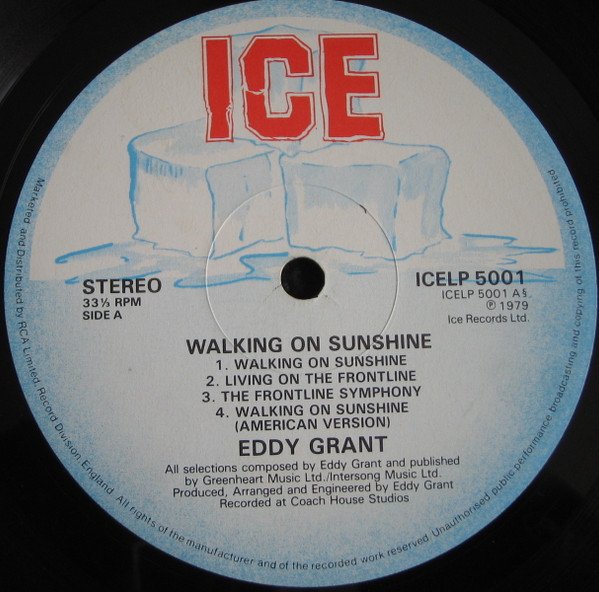 ICE
STEREO
33⅓ RPM
SIDE A
ICELP 5001
ICELP 5001 A§
℗ 1979
Ice Records Ltd.
WALKING ON SUNSHINE
1. WALKING ON SUNSHINE
2. LIVING ON THE FRONTLINE
3. THE FRONTLINE SYMPHONY
4. WALKING ON SUNSHINE
(AMERICAN VERSION)
EDDY GRANT
All selections composed by Eddy Grant and published
by Greenheart Music Ltd./Intersong Music Ltd.
Produced, Arranged and Engineered by Eddy Grant
Recorded at Coach House Studios
Marketed and Distributed by RCA Limited Record Division, England. All rights of the manufacturer and of the recorded work reserved. Unauthorised public performance broadcasting and copying of this record prohibited.